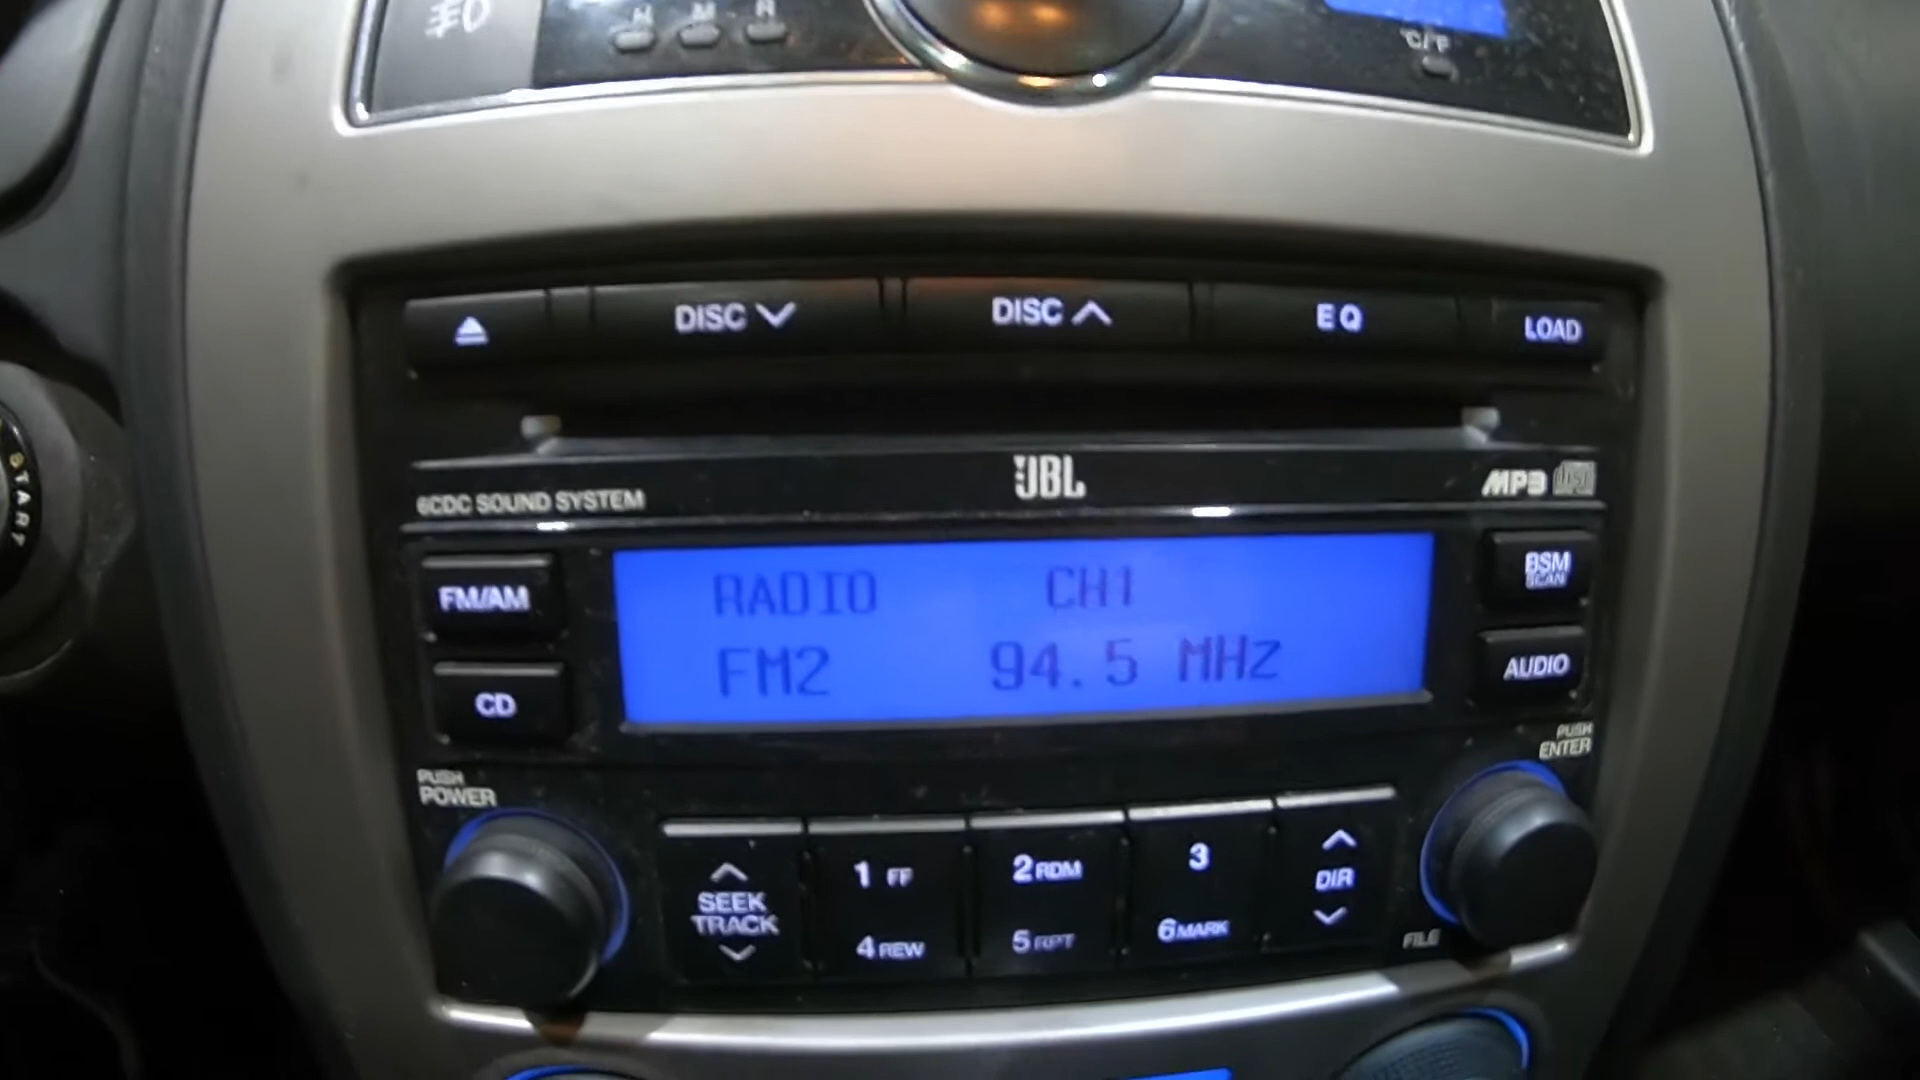 N M R
°C/°F
START
DISC DISC EQ LOAD
JBL
6CDC SOUND SYSTEM
MP3
FM/AM
RADIO CH1
BSM
SCAN
CD
FM2 94.5 MHz
AUDIO
PUSH
POWER
PUSH
ENTER
SEEK
TRACK
1 FF
2 RDM
3
DIR
4 REW
5 RPT
6 MARK
FILE